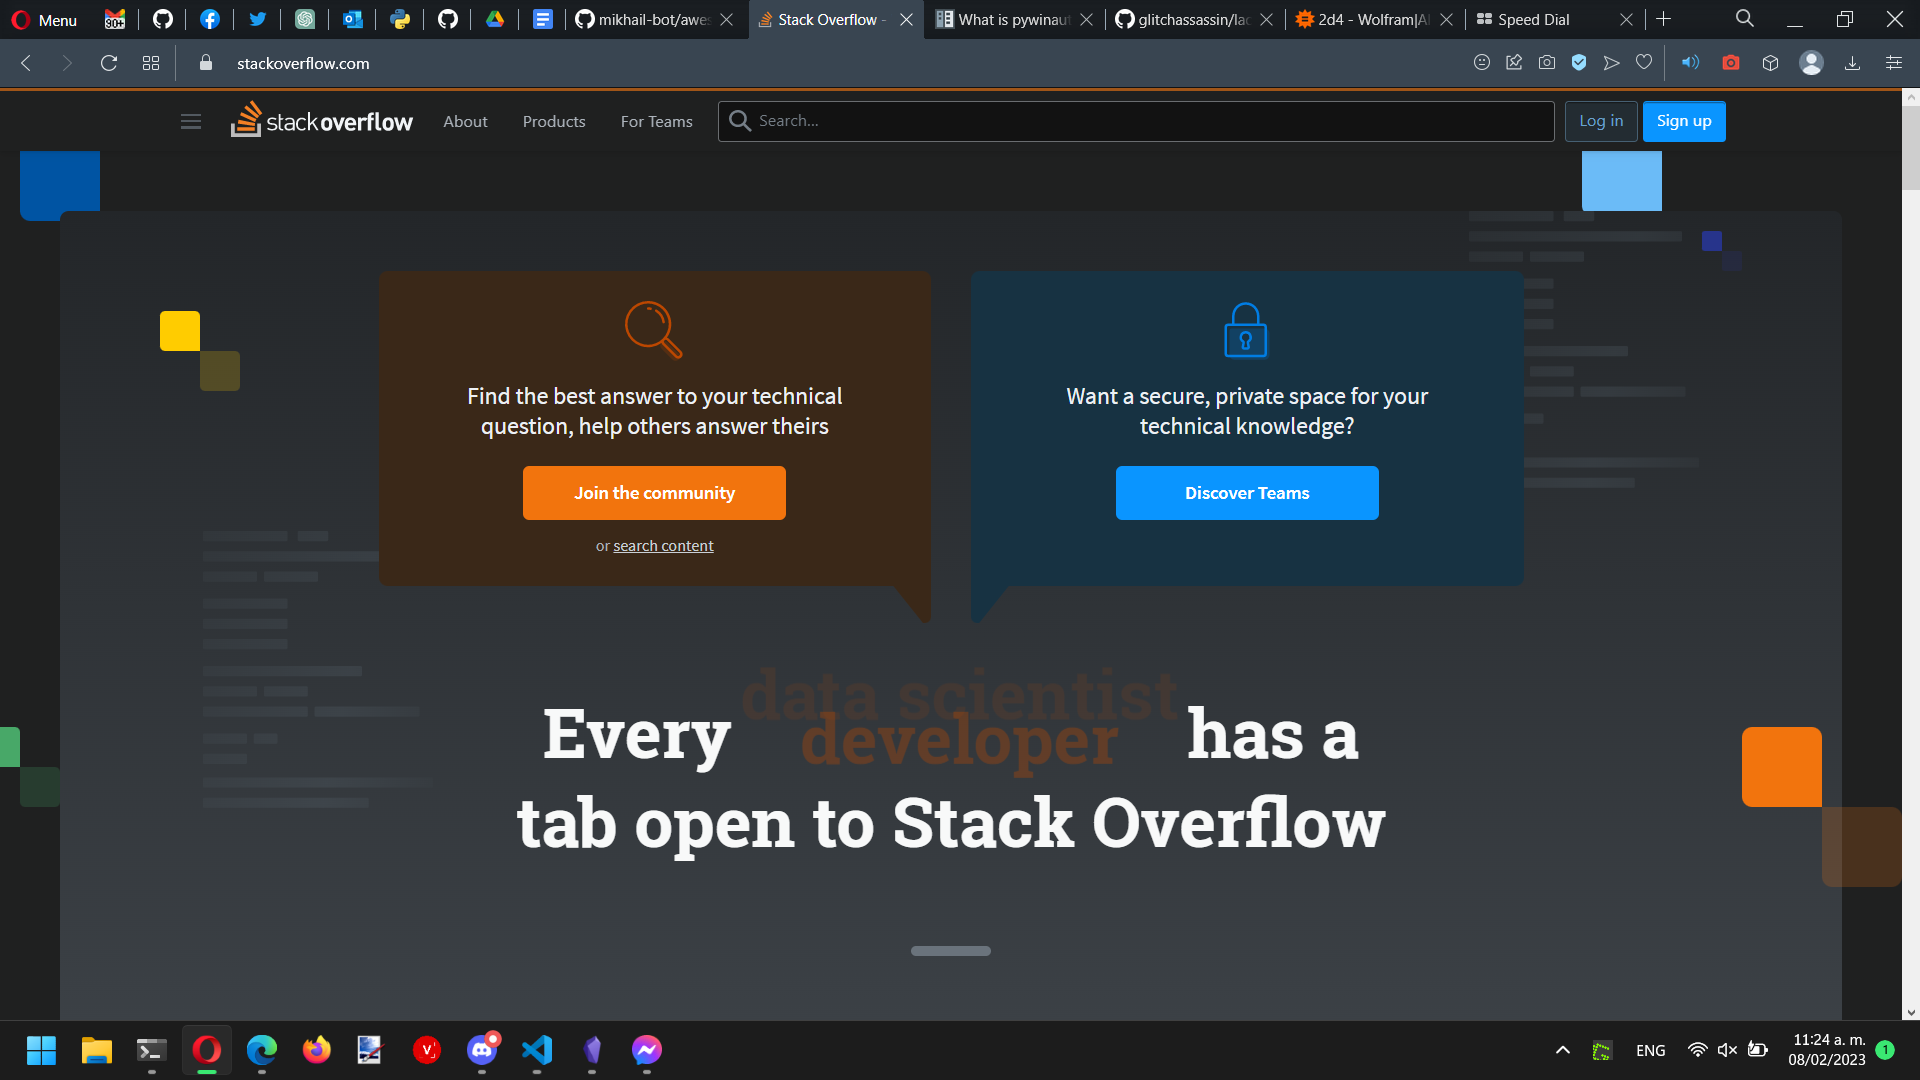 Menu
30+
mikhail-bot/awes
Stack Overflow -
What is pywinaut
glitchassassin/lac
2d4 - Wolfram|Al
Speed Dial
stackoverflow.com
stackoverflow
About
Products
For Teams
Search...
Log in
Sign up
Find the best answer to your technical
question, help others answer theirs
Join the community
or search content
Want a secure, private space for your
technical knowledge?
Discover Teams
data scientist
Every developer has a
tab open to Stack Overflow
ENG
11:24 a. m.
08/02/2023
1